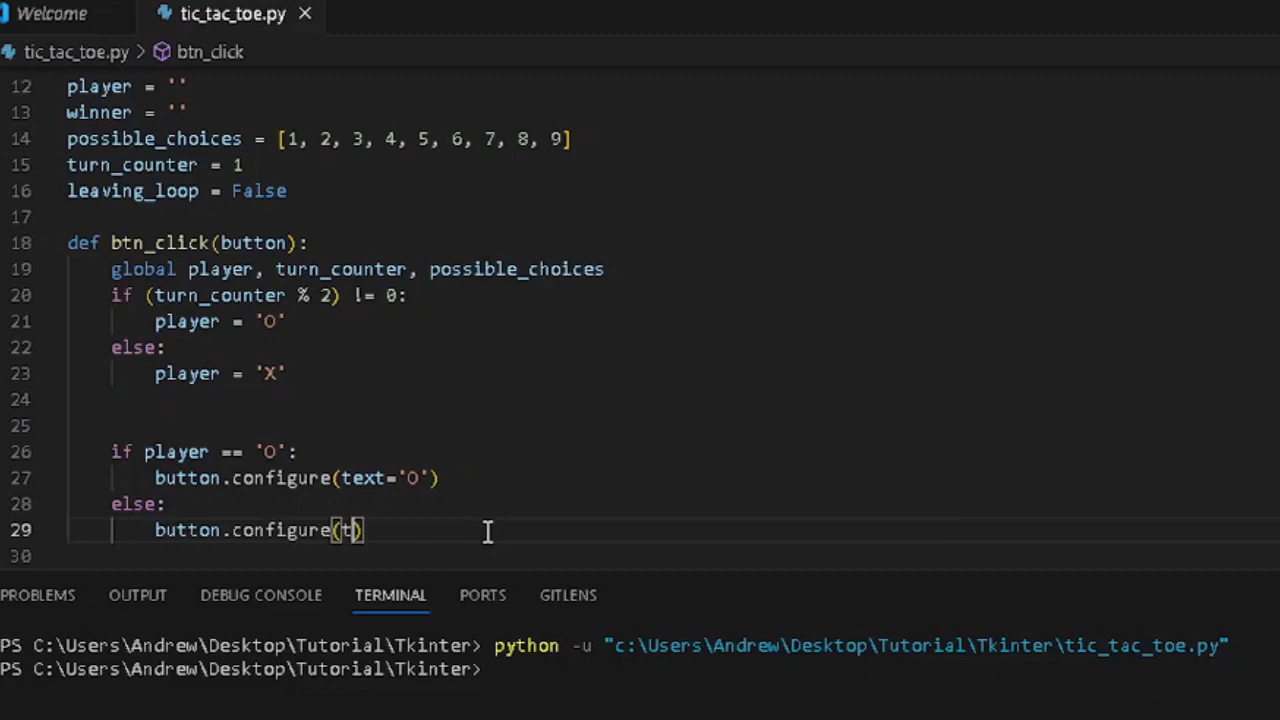 Welcome tic_tac_toe.py
tic_tac_toe.py > btn_click
12 player = ''
13 winner = ''
14 possible_choices = [1, 2, 3, 4, 5, 6, 7, 8, 9]
15 turn_counter = 1
16 leaving_loop = False
17
18 def btn_click(button):
19 global player, turn_counter, possible_choices
20 if (turn_counter % 2) != 0:
21 player = 'O'
22 else:
23 player = 'X'
24
25
26 if player == 'O':
27 button.configure(text='O')
28 else:
29 button.configure(t)
30
PROBLEMS OUTPUT DEBUG CONSOLE TERMINAL PORTS GITLENS
PS C:\Users\Andrew\Desktop\Tutorial\Tkinter> python -u "c:\Users\Andrew\Desktop\Tutorial\Tkinter\tic_tac_toe.py"
PS C:\Users\Andrew\Desktop\Tutorial\Tkinter>